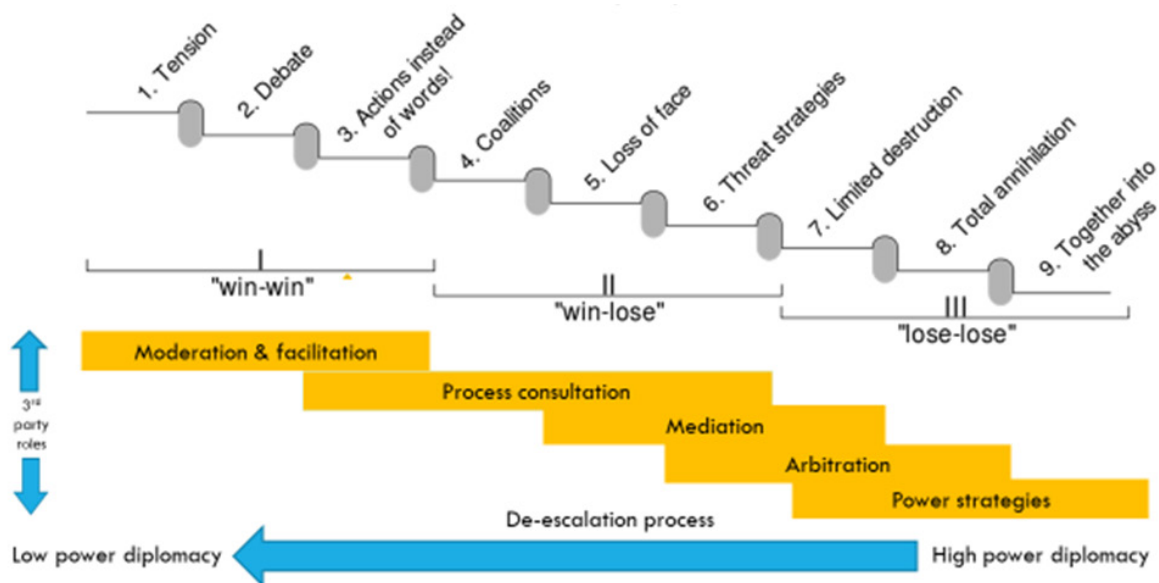 1. Tension
2. Debate
3. Actions instead
of words!
4. Coalitions
5. Loss of face
6. Threat strategies
7. Limited destruction
8. Total annihilation
9. Together into
the abyss
I
"win-win"
II
"win-lose"
III
"lose-lose"
Moderation & facilitation
Process consultation
Mediation
Arbitration
Power strategies
3rd
party
roles
De-escalation process
Low power diplomacy
High power diplomacy